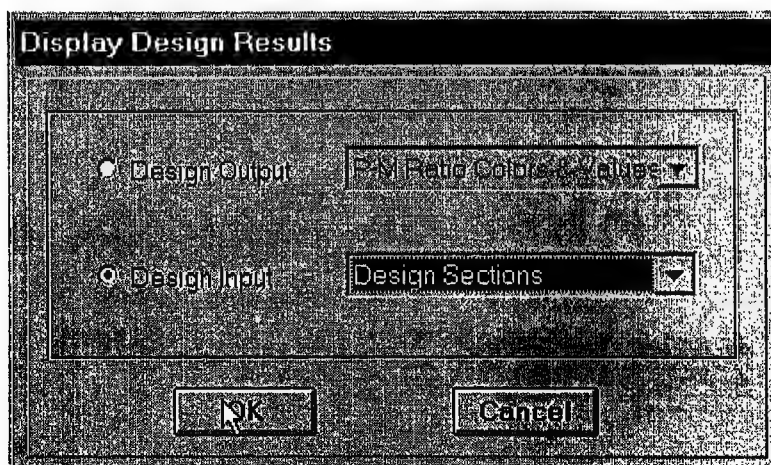 Display Design Results
Design Output P-M Ratio Colors & Values
Design Input Design Sections
OK Cancel